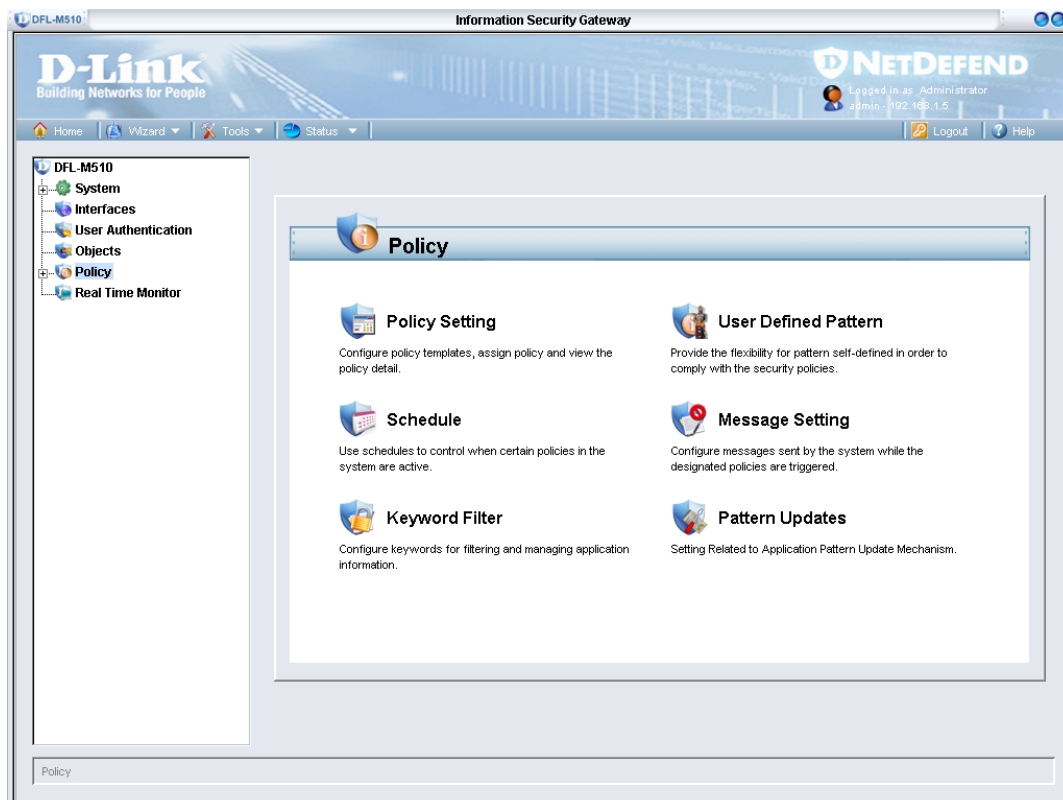 DFL-M510
Information Security Gateway
D-Link
Building Networks for People
NETDEFEND
Logged in as Administrator
admin - 192.168.1.5
Home
Wizard
Tools
Status
Logout
Help
DFL-M510
System
Interfaces
User Authentication
Objects
Policy
Real Time Monitor
Policy
Policy Setting
Configure policy templates, assign policy and view the
policy detail.
User Defined Pattern
Provide the flexibility for pattern self-defined in order to
comply with the security policies.
Schedule
Use schedules to control when certain policies in the
system are active.
Message Setting
Configure messages sent by the system while the
designated policies are triggered.
Keyword Filter
Configure keywords for filtering and managing application
information.
Pattern Updates
Setting Related to Application Pattern Update Mechanism.
Policy